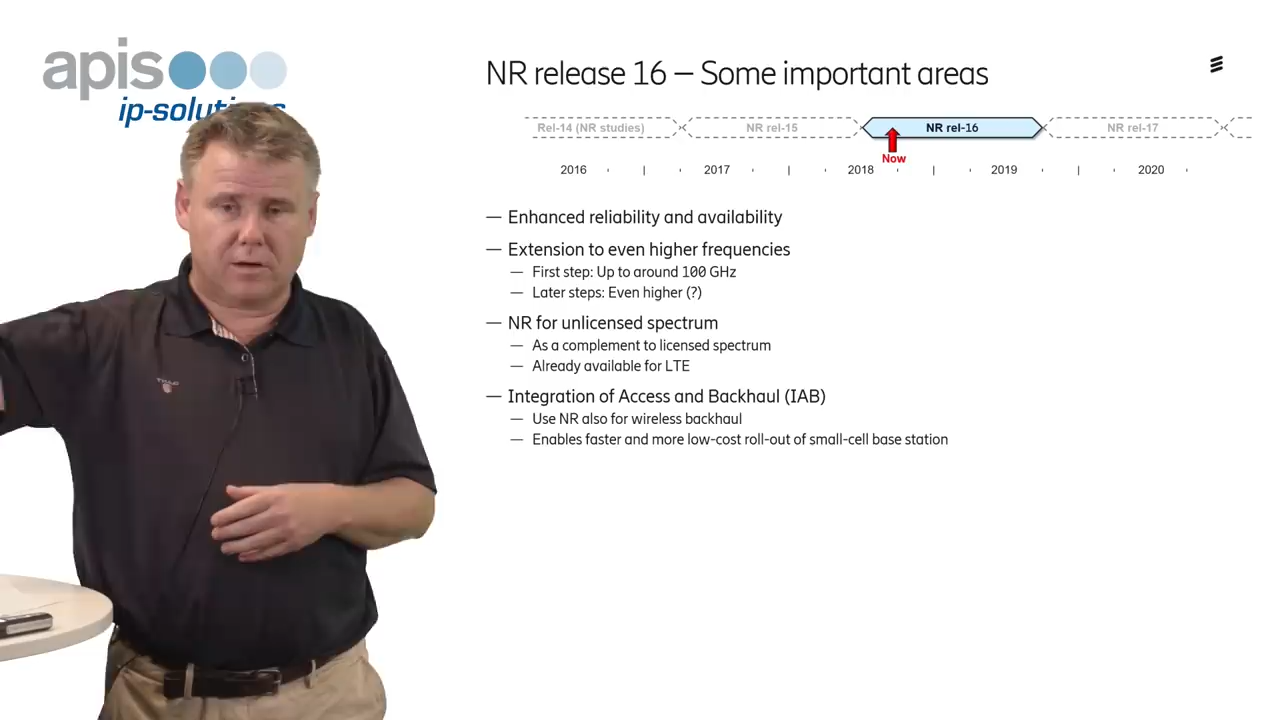 apis
ip-solutions
NR release 16 – Some important areas
Rel-14 (NR studies)
NR rel-15
NR rel-16
NR rel-17
Now
2016
2017
2018
2019
2020
— Enhanced reliability and availability
— Extension to even higher frequencies
— First step: Up to around 100 GHz
— Later steps: Even higher (?)
— NR for unlicensed spectrum
— As a complement to licensed spectrum
— Already available for LTE
— Integration of Access and Backhaul (IAB)
— Use NR also for wireless backhaul
— Enables faster and more low-cost roll-out of small-cell base station